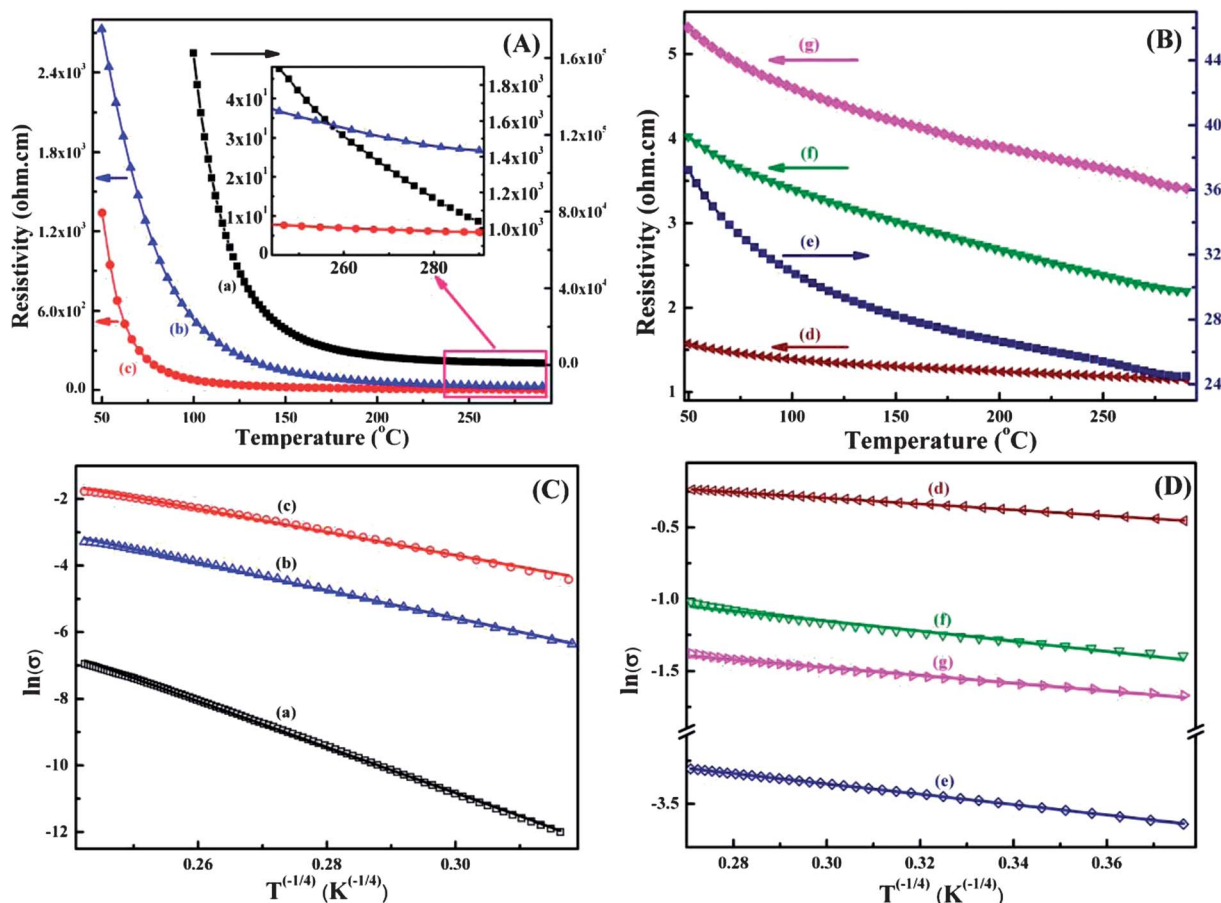 (A)
Resistivity (ohm.cm)
2.4x10³
1.8x10³
1.2x10³
6.0x10²
0.0
50
100
150
200
250
Temperature (°C)
1.6x10⁵
1.2x10⁵
8.0x10⁴
4.0x10⁴
0.0
4x10¹
3x10¹
2x10¹
1x10¹
0
260
280
1.8x10³
1.6x10³
1.4x10³
1.2x10³
1.0x10³
(a)
(b)
(c)
(B)
Resistivity (ohm.cm)
5
4
3
2
1
50
100
150
200
250
Temperature (°C)
44
40
36
32
28
24
(g)
(f)
(e)
(d)
(C)
ln(σ)
-2
-4
-6
-8
-10
-12
0.26
0.28
0.30
T(-1/4) (K(-1/4))
(c)
(b)
(a)
(D)
ln(σ)
-0.5
-1.0
-1.5
-3.5
0.28
0.30
0.32
0.34
0.36
T(-1/4) (K(-1/4))
(d)
(f)
(g)
(e)